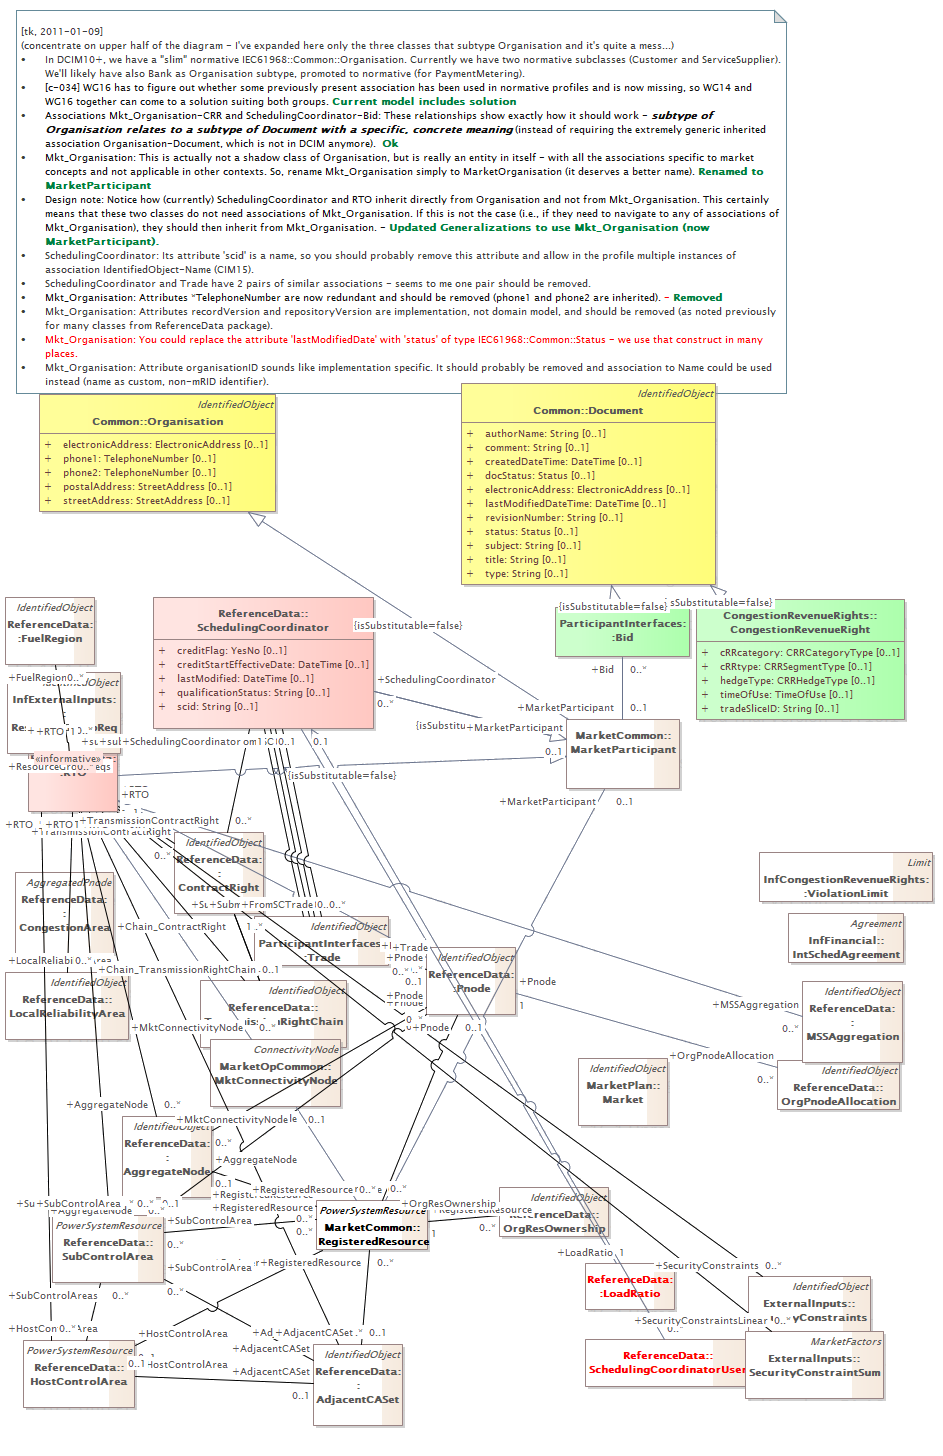 [tk, 2011-01-09]
(concentrate on upper half of the diagram - I've expanded here only the three classes that subtype Organisation and it's quite a mess...)
• In DCIM10+, we have a "slim" normative IEC61968::Common::Organisation. Currently we have two normative subclasses (Customer and ServiceSupplier).
We'll likely have also Bank as Organisation subtype, promoted to normative (for PaymentMetering).
• [c-034] WG16 has to figure out whether some previously present association has been used in normative profiles and is now missing, so WG14 and
WG16 together can come to a solution suiting both groups. Current model includes solution
• Associations Mkt_Organisation-CRR and SchedulingCoordinator-Bid: These relationships show exactly how it should work - subtype of
Organisation relates to a subtype of Document with a specific, concrete meaning (instead of requiring the extremely generic inherited
association Organisation-Document, which is not in DCIM anymore). Ok
• Mkt_Organisation: This is actually not a shadow class of Organisation, but is really an entity in itself - with all the associations specific to market
concepts and not applicable in other contexts. So, rename Mkt_Organisation simply to MarketOrganisation (it deserves a better name). Renamed to
MarketParticipant
• Design note: Notice how (currently) SchedulingCoordinator and RTO inherit directly from Organisation and not from Mkt_Organisation. This certainly
means that these two classes do not need associations of Mkt_Organisation. If this is not the case (i.e., if they need to navigate to any of associations of
Mkt_Organisation), they should then inherit from Mkt_Organisation. - Updated Generalizations to use Mkt_Organisation (now
MarketParticipant).
• SchedulingCoordinator: Its attribute 'scid' is a name, so you should probably remove this attribute and allow in the profile multiple instances of
association IdentifiedObject-Name (CIM15).
• SchedulingCoordinator and Trade have 2 pairs of similar associations - seems to me one pair should be removed.
• Mkt_Organisation: Attributes *TelephoneNumber are now redundant and should be removed (phone1 and phone2 are inherited). - Removed
• Mkt_Organisation: Attributes recordVersion and repositoryVersion are implementation, not domain model, and should be removed (as noted previously
for many classes from ReferenceData package).
• Mkt_Organisation: You could replace the attribute 'lastModifiedDate' with 'status' of type IEC61968::Common::Status - we use that construct in many
places.
• Mkt_Organisation: Attribute organisationID sounds like implementation specific. It should probably be removed and association to Name could be used
instead (name as custom, non-mRID identifier).
IdentifiedObject
Common::Organisation
+ electronicAddress: ElectronicAddress [0..1]
+ phone1: TelephoneNumber [0..1]
+ phone2: TelephoneNumber [0..1]
+ postalAddress: StreetAddress [0..1]
+ streetAddress: StreetAddress [0..1]
IdentifiedObject
Common::Document
+ authorName: String [0..1]
+ comment: String [0..1]
+ createdDateTime: DateTime [0..1]
+ docStatus: Status [0..1]
+ electronicAddress: ElectronicAddress [0..1]
+ lastModifiedDateTime: DateTime [0..1]
+ revisionNumber: String [0..1]
+ status: Status [0..1]
+ subject: String [0..1]
+ title: String [0..1]
+ type: String [0..1]
IdentifiedObject
ReferenceData:
:FuelRegion
ReferenceData::
SchedulingCoordinator
+ creditFlag: YesNo [0..1]
+ creditStartEffectiveDate: DateTime [0..1]
+ lastModified: DateTime [0..1]
+ qualificationStatus: String [0..1]
+ scid: String [0..1]
{isSubstitutable=false}
{isSubstitutable=false}
ParticipantInterfaces:
:Bid
CongestionRevenueRights::
CongestionRevenueRight
+ cRRcategory: CRRCategoryType [0..1]
+ cRRtype: CRRSegmentType [0..1]
+ hedgeType: CRRHedgeType [0..1]
+ timeOfUse: TimeOfUse [0..1]
+ tradeSliceID: String [0..1]
+Bid 0..*
+SchedulingCoordinator
0..*
+MarketParticipant 0..1
+MarketParticipant
0..1
MarketCommon::
MarketParticipant
+FuelRegion 0..*
InfExternalInputs:
+RTO
+SchedulingCoordinator
0..1
«informative»
{isSubstitutable=false}
+RTO
+MarketParticipant 0..1
+RTO +RTO
+TransmissionContractRight 0..*
+TransmissionContractRight
0..*
IdentifiedObject
ReferenceData:
:
ContractRight
AggregatedPnode
ReferenceData:
:
CongestionArea
+FromSCTrade
+Chain_ContractRight
IdentifiedObject
ParticipantInterfaces:
:Trade
+Trade
+Pnode
0..1
+Pnode
IdentifiedObject
ReferenceData:
:Pnode
+Pnode
1
+Pnode 0..1
+Chain_TransmissionRightChain 0..1
IdentifiedObject
ReferenceData:
:LocalReliabilityArea
IdentifiedObject
ReferenceData:
+MktConnectivityNode 0..*
ConnectivityNode
MarketOpCommon::
MktConnectivityNode
Limit
InfCongestionRevenueRights:
:ViolationLimit
Agreement
InfFinancial::
IntSchedAgreement
+MSSAggregation
0..*
IdentifiedObject
ReferenceData:
:
MSSAggregation
+OrgPnodeAllocation
0..*
IdentifiedObject
ReferenceData::
OrgPnodeAllocation
IdentifiedObject
MarketPlan::
Market
+AggregateNode 0..*
+MktConnectivityNode 0..1
IdentifiedObject
ReferenceData:
:
AggregateNode
0..*
+AggregateNode
0..1
+SubControlArea 0..*
+RegisteredResource
+RegisteredResource
PowerSystemResource
ReferenceData::
SubControlArea
+SubControlArea
0..*
0..*
PowerSystemResource
MarketCommon::
RegisteredResource
+OrgResOwnership
0..*
1
IdentifiedObject
ReferenceData::
OrgResOwnership
+SubControlArea
+RegisteredResource 0..*
0..*
+SubControlAreas 0..*
+LoadRatio 1
ReferenceData:
:LoadRatio
+SecurityConstraints 0..*
IdentifiedObject
ExternalInputs::
+SecurityConstraintsLinear 0..*
0..*
ReferenceData::
SchedulingCoordinatorUser
MarketFactors
ExternalInputs::
SecurityConstraintSum
+HostControlArea
+AdjacentCASet 0..1
+AdjacentCASet
PowerSystemResource
ReferenceData::
HostControlArea
0..1
+AdjacentCASet
0..1
IdentifiedObject
ReferenceData:
:
AdjacentCASet